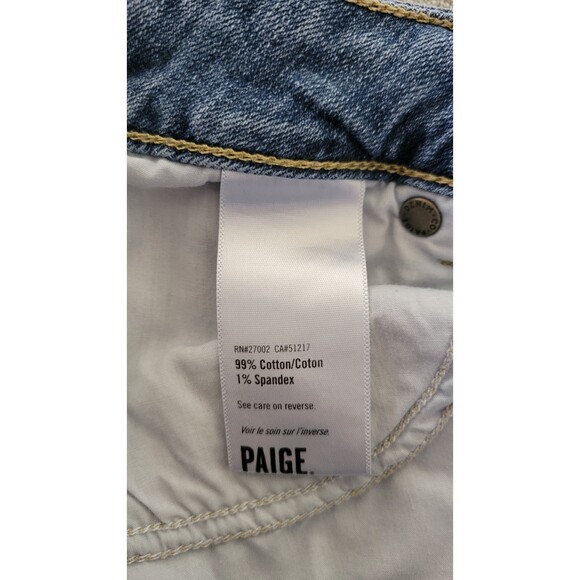 RN#27002 CA#51217
99% Cotton/Coton
1% Spandex
See care on reverse.
Voir le soin sur l'inverse.
PAIGE.
DENIM